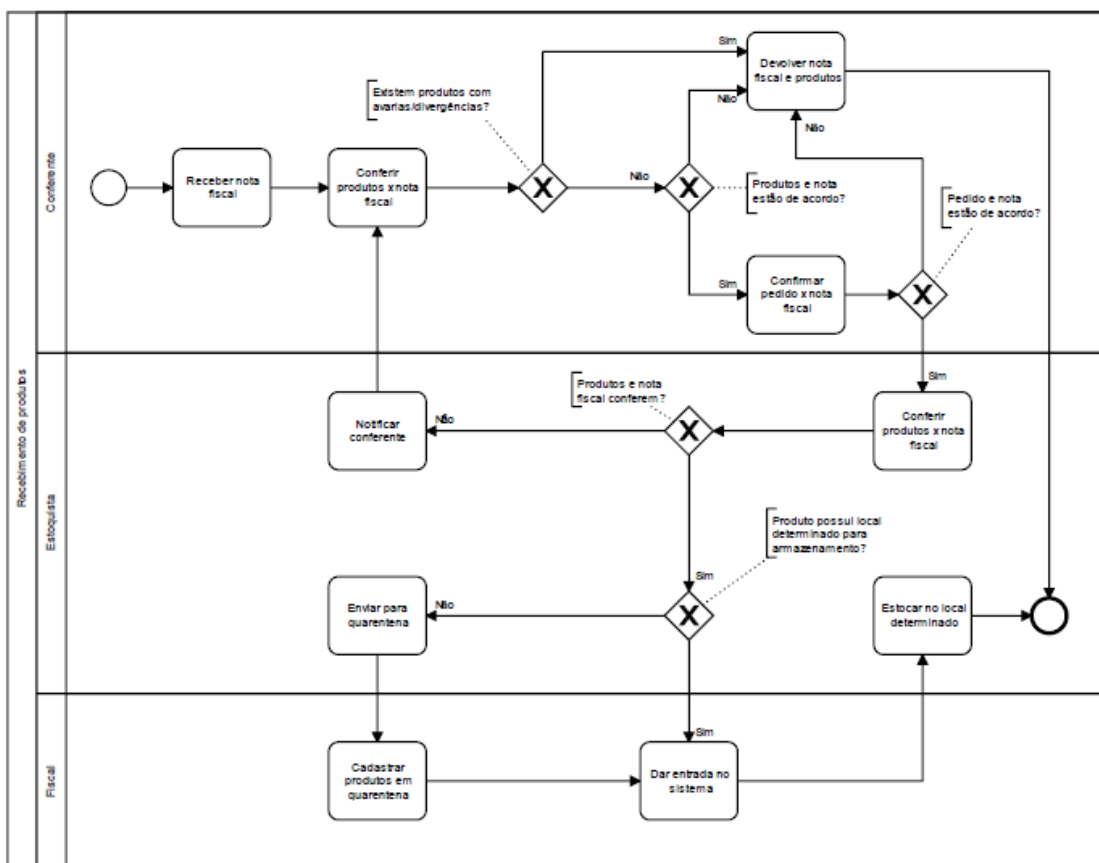 Recebimento de produtos
Conferente
Receber nota
fiscal
Conferir
produtos x nota
fiscal
Existem produtos com
avarias/divergências?
Sim
Não
Devolver nota
fiscal e produtos
Não
Produtos e nota
estão de acordo?
Sim
Confirmar
pedido x nota
fiscal
Não
Pedido e nota
estão de acordo?
Sim
Estoquista
Notificar
conferente
Não
Produtos e nota
fiscal conferem?
Conferir
produtos x nota
fiscal
Sim
Produto possui local
determinado para
armazenamento?
Enviar para
quarentena
Não
Estocar no local
determinado
Sim
Fiscal
Cadastrar
produtos em
quarentena
Dar entrada no
sistema